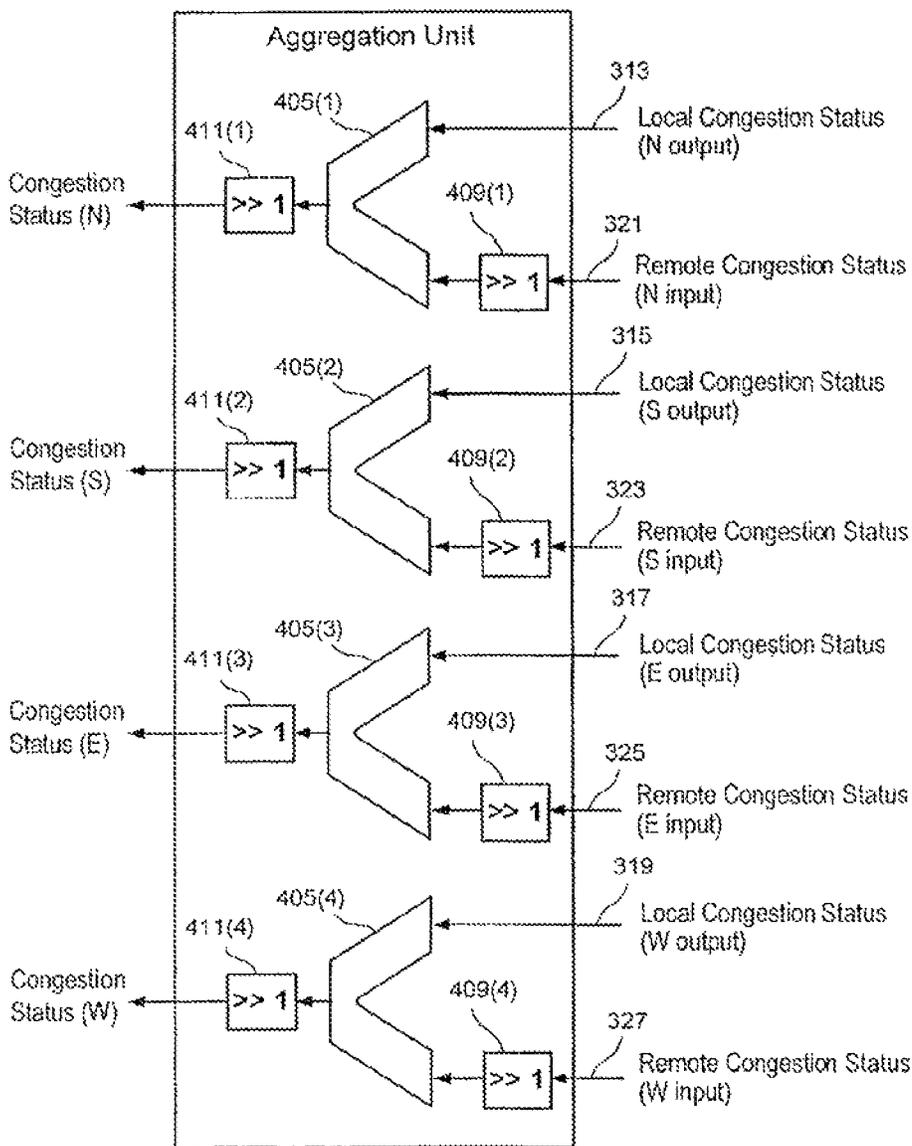 Aggregation Unit
313
405(1)
Local Congestion Status
(N output)
411(1)
Congestion
Status (N)
>> 1
409(1)
321
>> 1
Remote Congestion Status
(N input)
315
405(2)
Local Congestion Status
(S output)
411(2)
Congestion
Status (S)
>> 1
409(2)
323
>> 1
Remote Congestion Status
(S input)
317
405(3)
Local Congestion Status
(E output)
411(3)
Congestion
Status (E)
>> 1
409(3)
325
>> 1
Remote Congestion Status
(E input)
319
405(4)
Local Congestion Status
(W output)
411(4)
Congestion
Status (W)
>> 1
409(4)
327
>> 1
Remote Congestion Status
(W input)